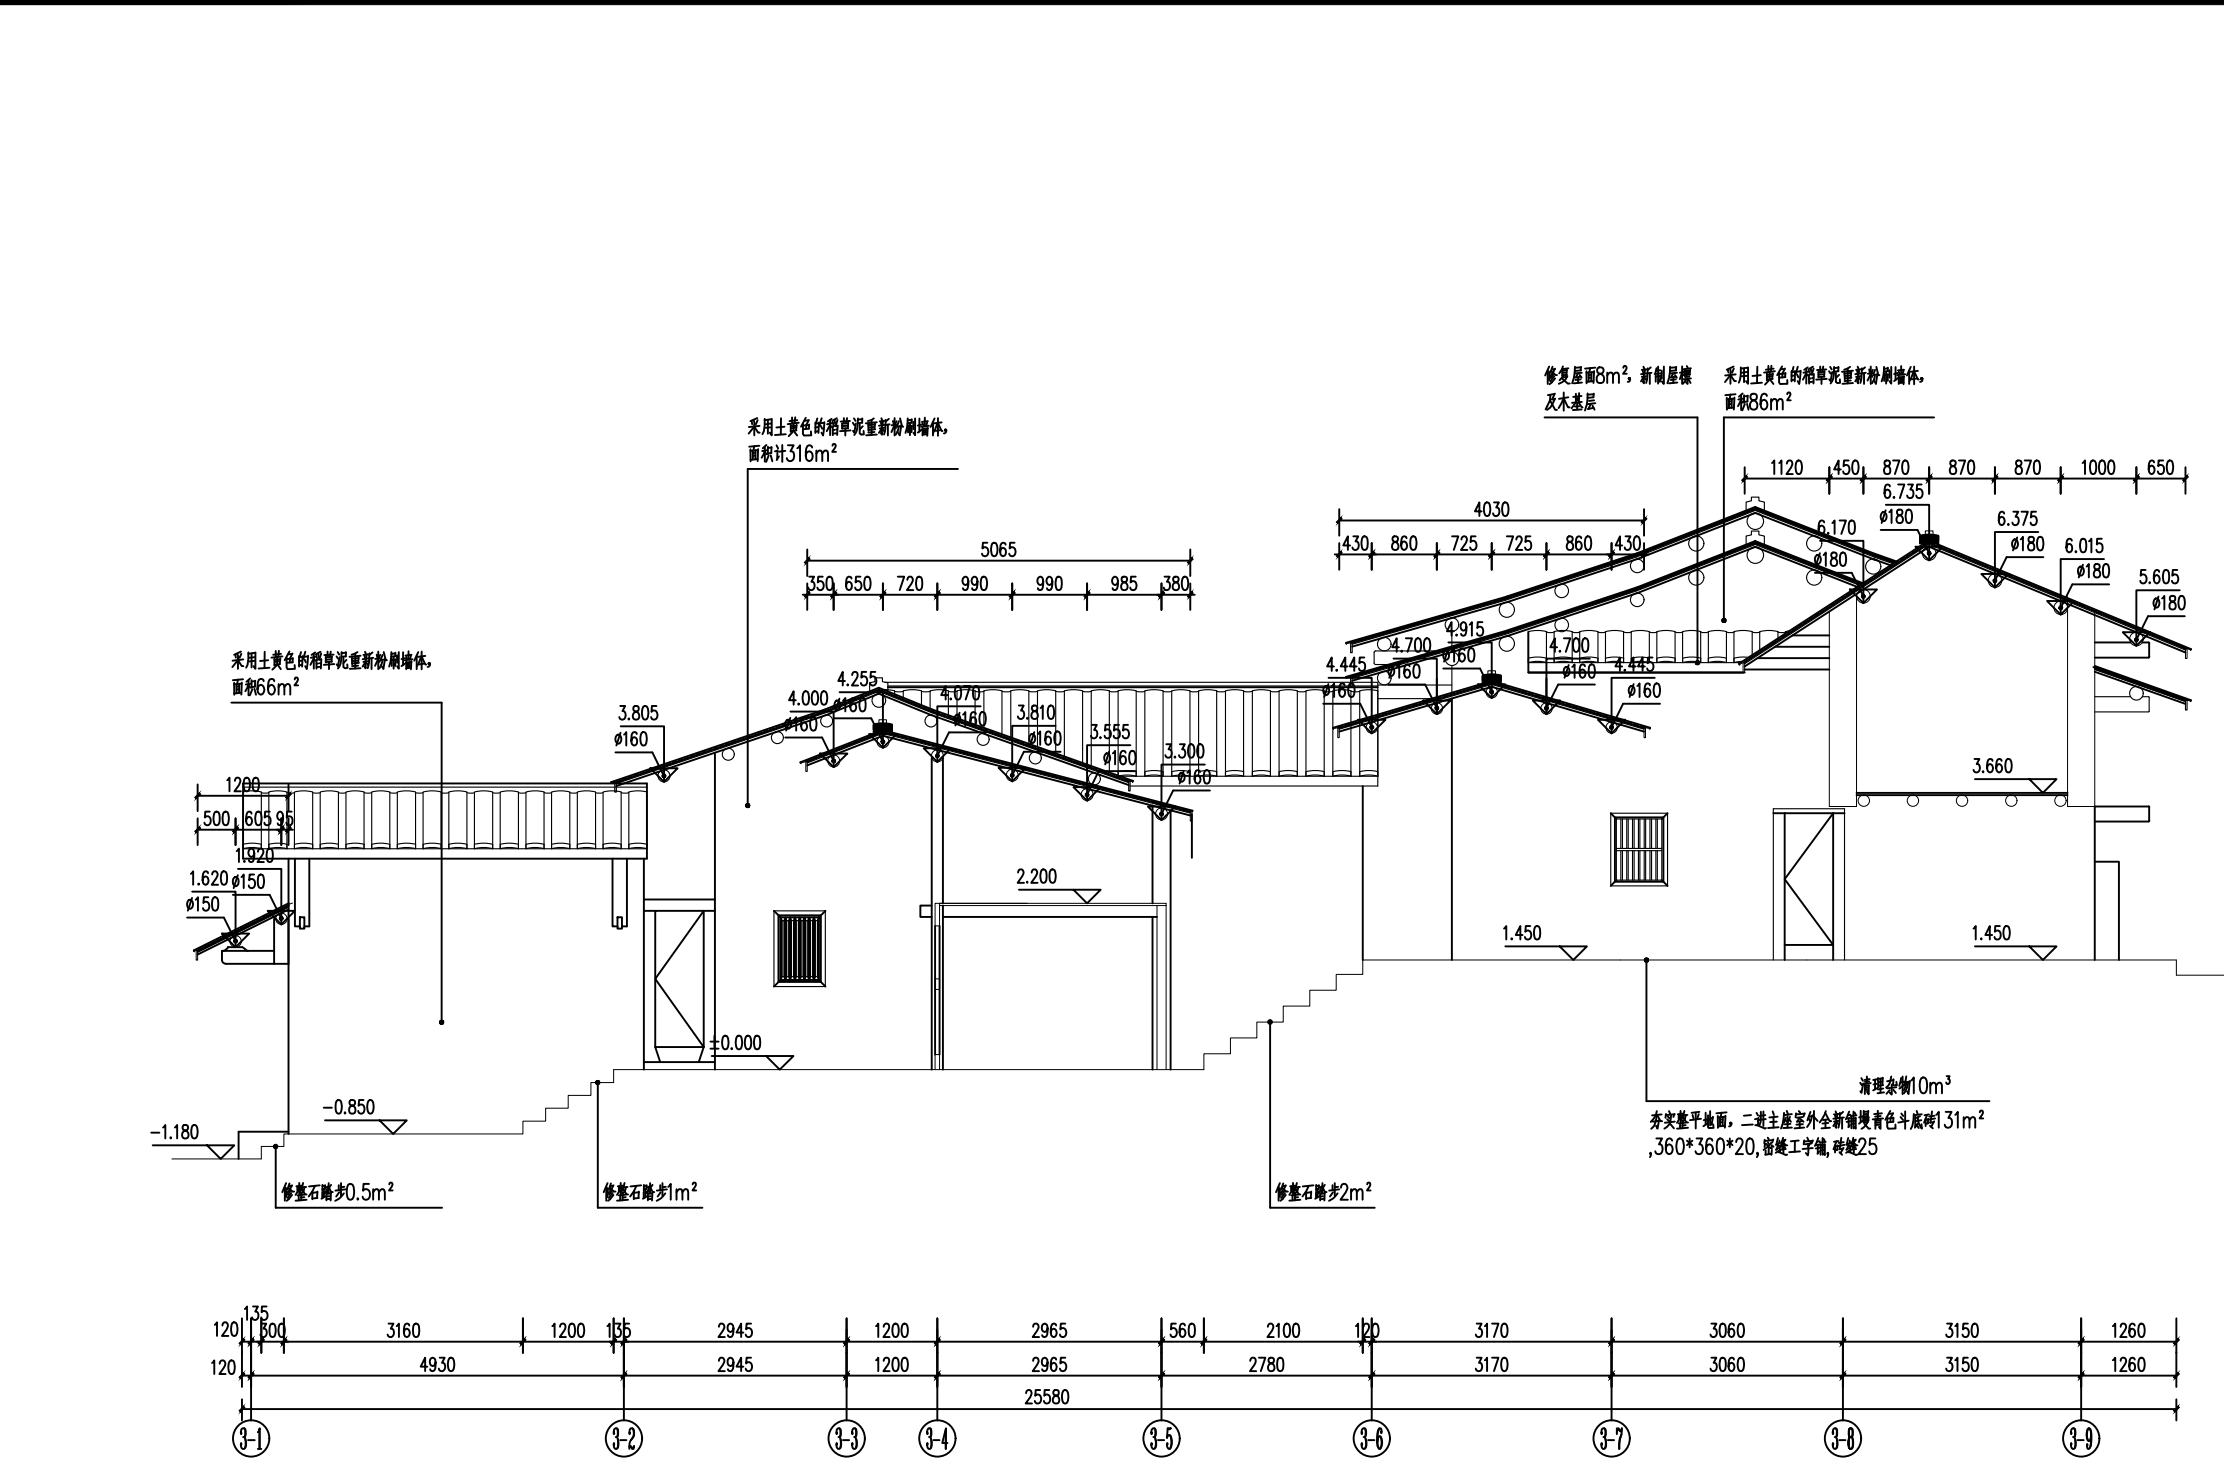 修复屋面8m²，新制屋檩
及木基层
采用土黄色的稻草泥重新粉刷墙体，
面积86m²
采用土黄色的稻草泥重新粉刷墙体，
面积计316m²
1120 450 870 870 870 1000 650
6.735
ø180
6.170
ø180
6.375
ø180
6.015
ø180
5.605
ø180
4030
430 860 725 725 860 430
5065
350 650 720 990 990 985 380
采用土黄色的稻草泥重新粉刷墙体，
面积66m²
4.915
ø160
4.700
ø160
4.700
ø160
4.445
ø160
4.445
ø160
4.255
ø160
4.070
ø160
4.000
ø160
3.805
ø160
3.810
ø160
3.555
ø160
3.300
ø160
3.660
1200
500 605 95
1.920
ø150
1.620
ø150
2.200
1.450
1.450
±0.000
-0.850
-1.180
清理杂物10m³
夯实整平地面，二进主座室外全新铺墁青色斗底砖131m²
,360*360*20,密缝工字铺,砖缝25
修整石踏步0.5m²
修整石踏步1m²
修整石踏步2m²
120 135 300 3160 1200 135 2945 1200 2965 560 2100 120 3170 3060 3150 1260
120 4930 2945 1200 2965 2780 3170 3060 3150 1260
25580
3-1 3-2 3-3 3-4 3-5 3-6 3-7 3-8 3-9